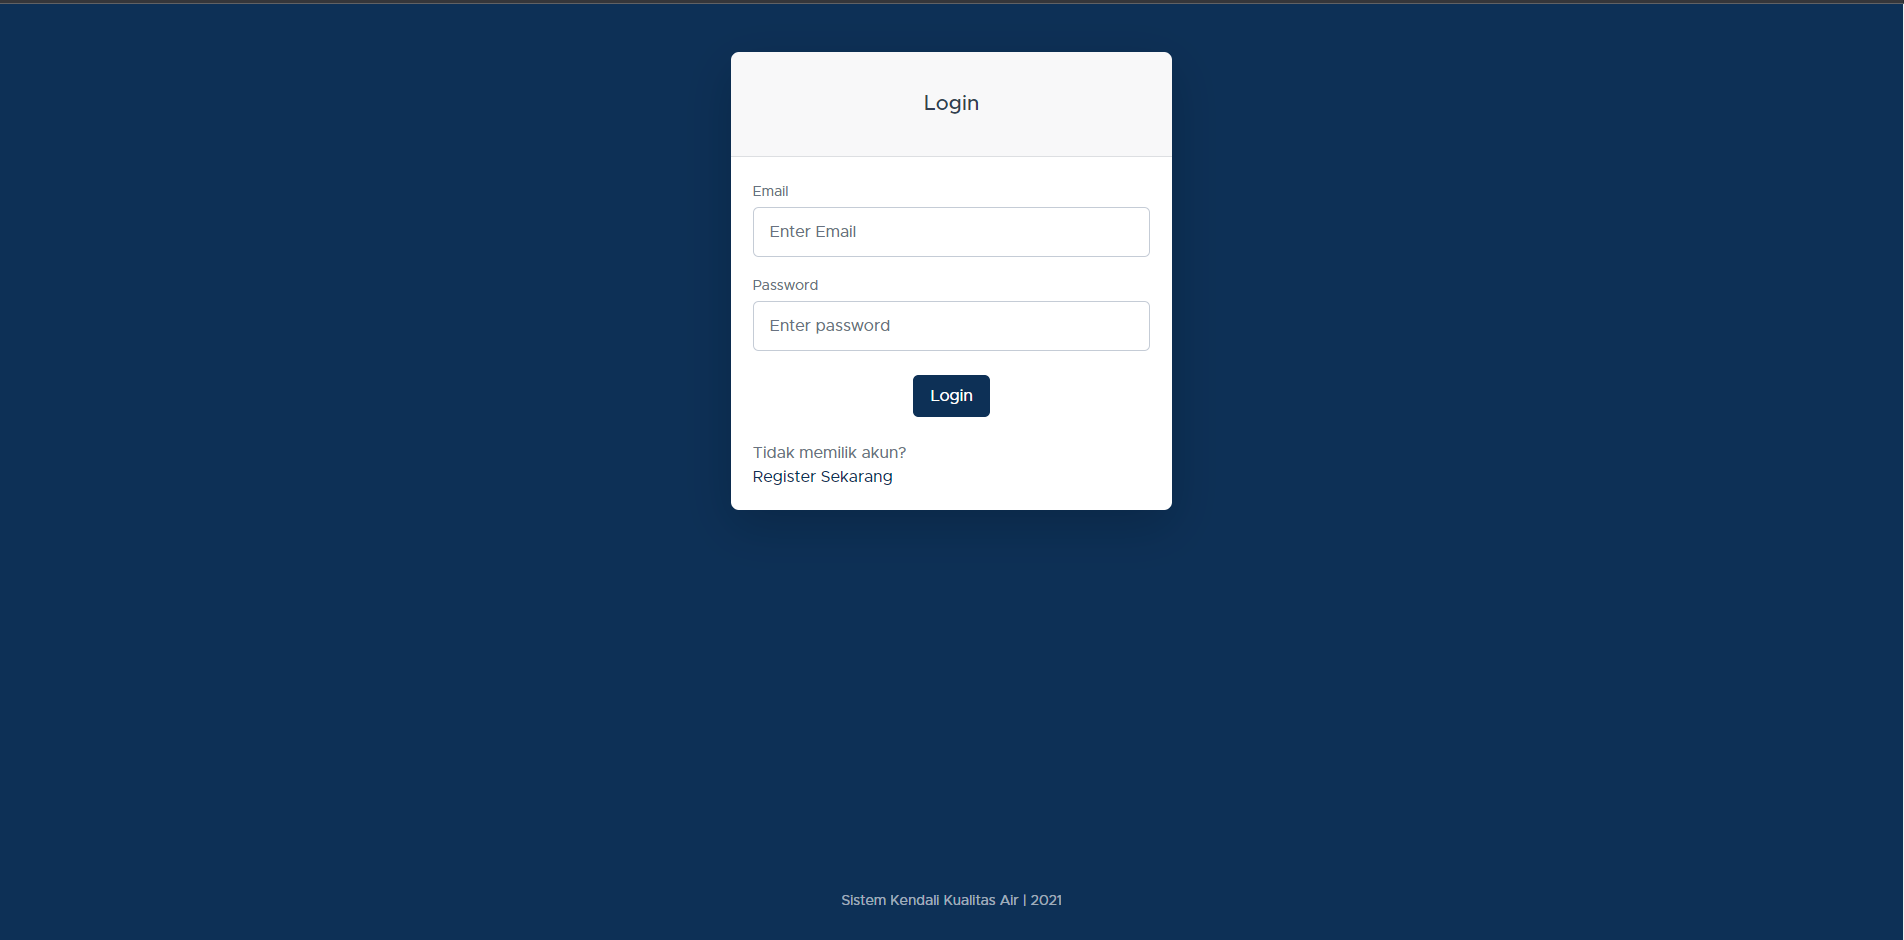 Login
Email
Enter Email
Password
Enter password
Login
Tidak memilik akun?
Register Sekarang
Sistem Kendali Kualitas Air | 2021